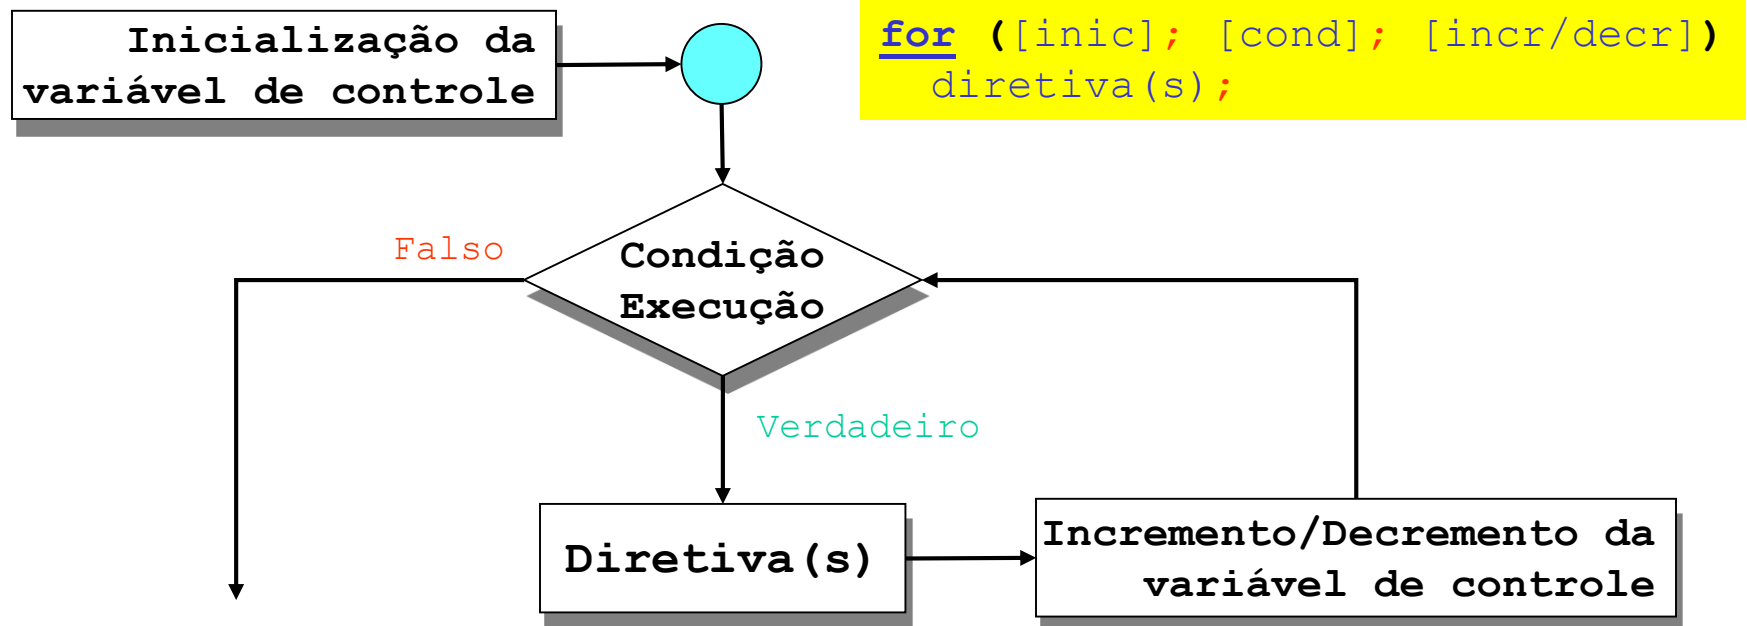 Inicialização da
variável de controle
for ([inic]; [cond]; [incr/decr])
diretiva(s);
Falso
Condição
Execução
Verdadeiro
Diretiva(s)
Incremento/Decremento da
variável de controle